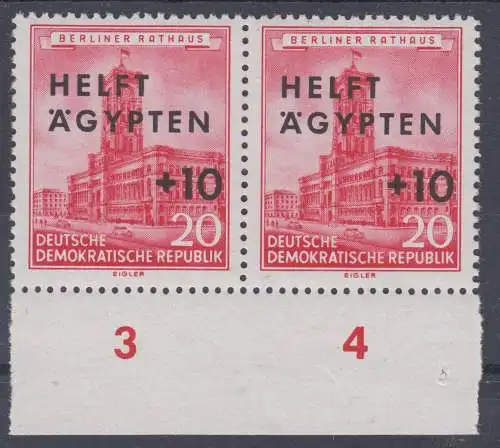 BERLINER RATHAUS
HELFT
ÄGYPTEN
+10
20
DEUTSCHE
DEMOKRATISCHE REPUBLIK
EIGLER
BERLINER RATHAUS
HELFT
ÄGYPTEN
+10
20
DEUTSCHE
DEMOKRATISCHE REPUBLIK
EIGLER
3 4